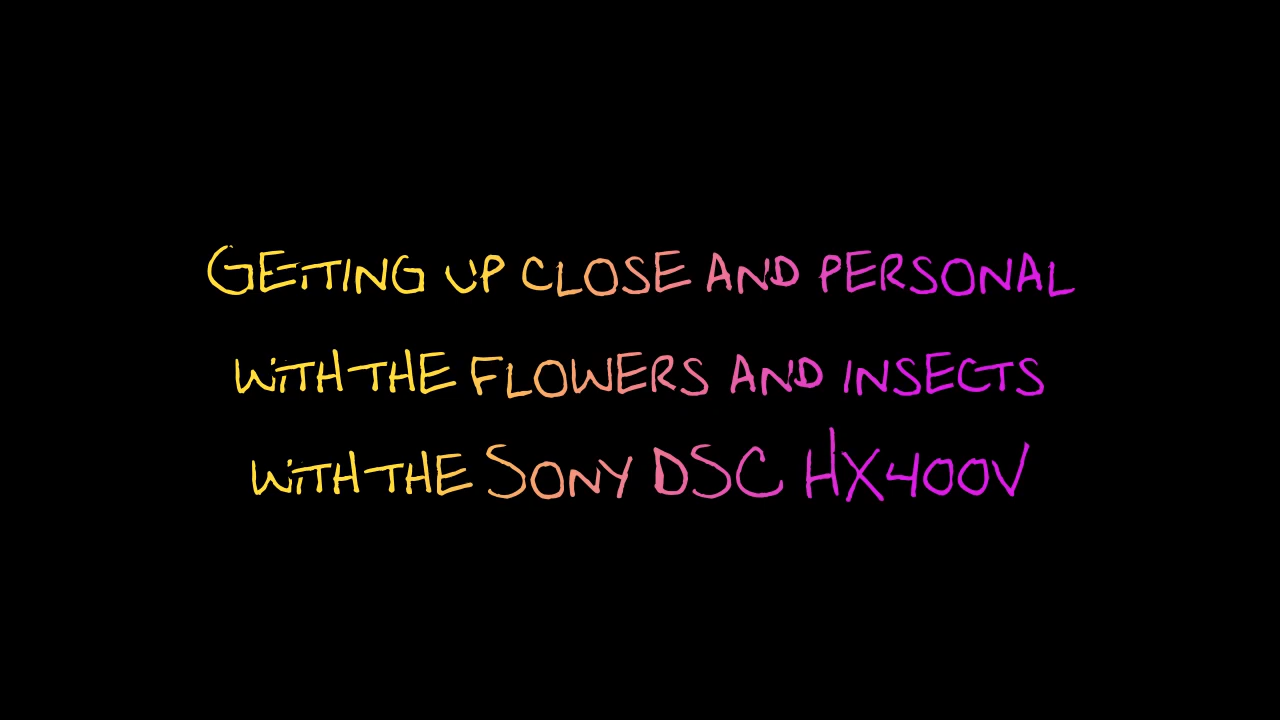 Getting up close and personal
with the flowers and insects
with the Sony DSC HX400V